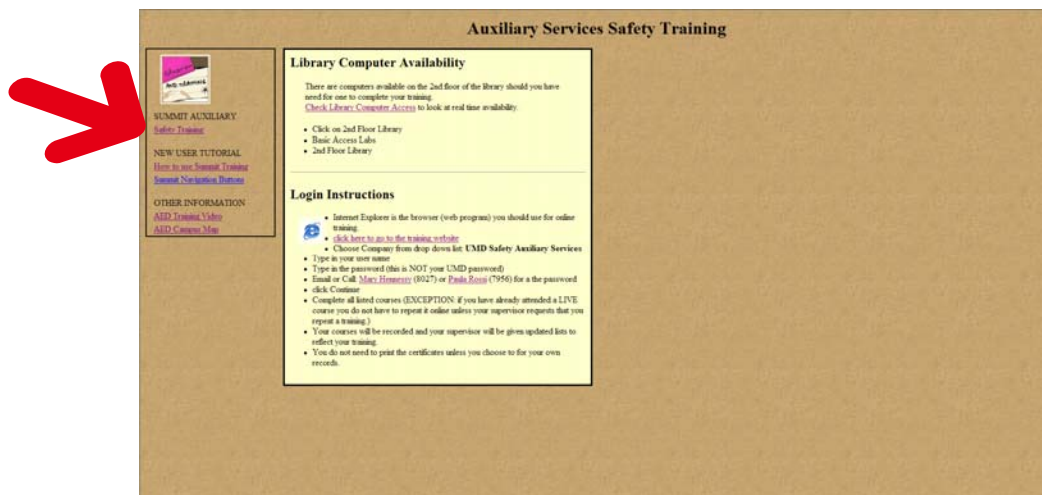 Auxiliary Services Safety Training
SUMMIT AUXILIARY
Safety Training
NEW USER TUTORIAL
How to use Summit Training
Summit Navigation Buttons
OTHER INFORMATION
AED Training Video
AED Campus Map
Library Computer Availability
There are computers available on the 2nd floor of the library should you have
need for one to complete your training.
Check Library Computer Access to look at real time availability.
• Click on 2nd Floor Library
• Basic Access Labs
• 2nd Floor Library
Login Instructions
• Internet Explorer is the browser (web program) you should use for online
training.
• click here to go to the training website
• Choose Company from drop down list: UMD Safety Auxiliary Services
• Type in your user name
• Type in the password (this is NOT your UMD password)
• Email or Call: Mary Hennessy (8027) or Paula Rossi (7956) for a the password
• click Continue
• Complete all listed courses (EXCEPTION: if you have already attended a LIVE
course you do not have to repeat it online unless your supervisor requests that you
repeat a training.)
• Your courses will be recorded and your supervisor will be given updated lists to
reflect your training.
• You do not need to print the certificates unless you choose to for your own
records.